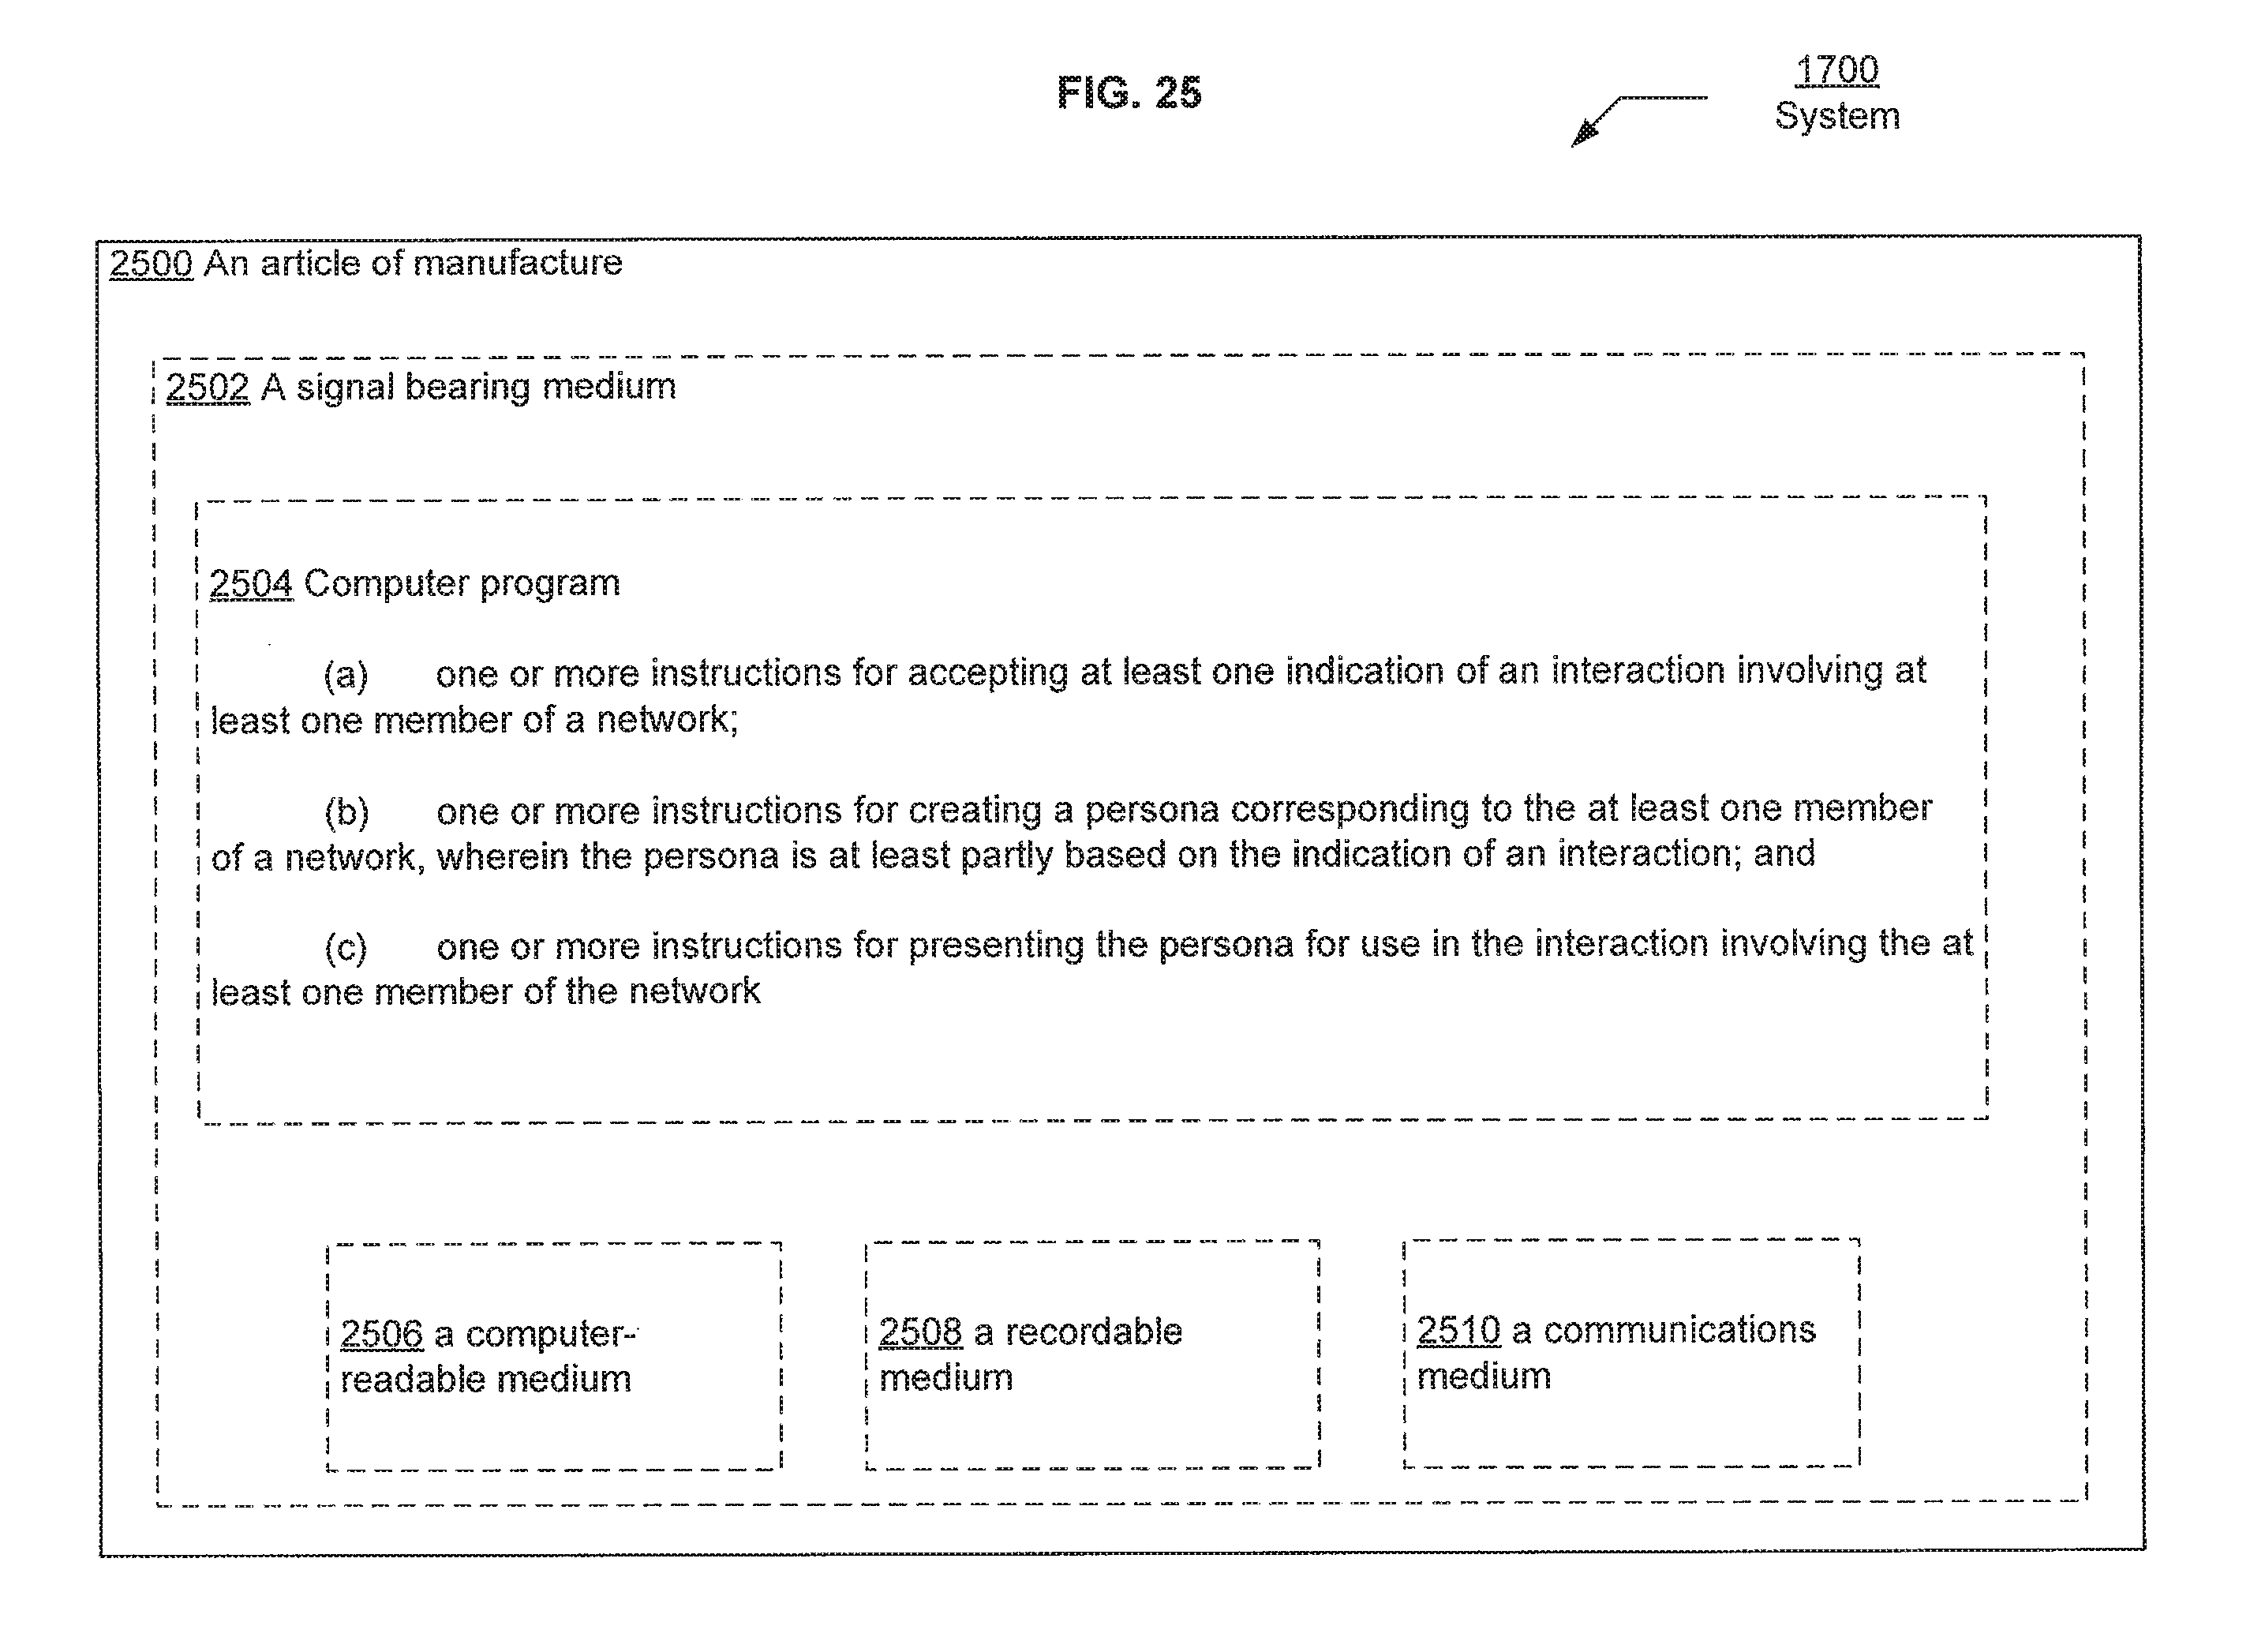 FIG. 25
1700
System
2500 An article of manufacture
2502 A signal bearing medium
2504 Computer program
(a) one or more instructions for accepting at least one indication of an interaction involving at
least one member of a network;
(b) one or more instructions for creating a persona corresponding to the at least one member
of a network, wherein the persona is at least partly based on the indication of an interaction; and
(c) one or more instructions for presenting the persona for use in the interaction involving the at
least one member of the network
2506 a computer-
readable medium
2508 a recordable
medium
2510 a communications
medium